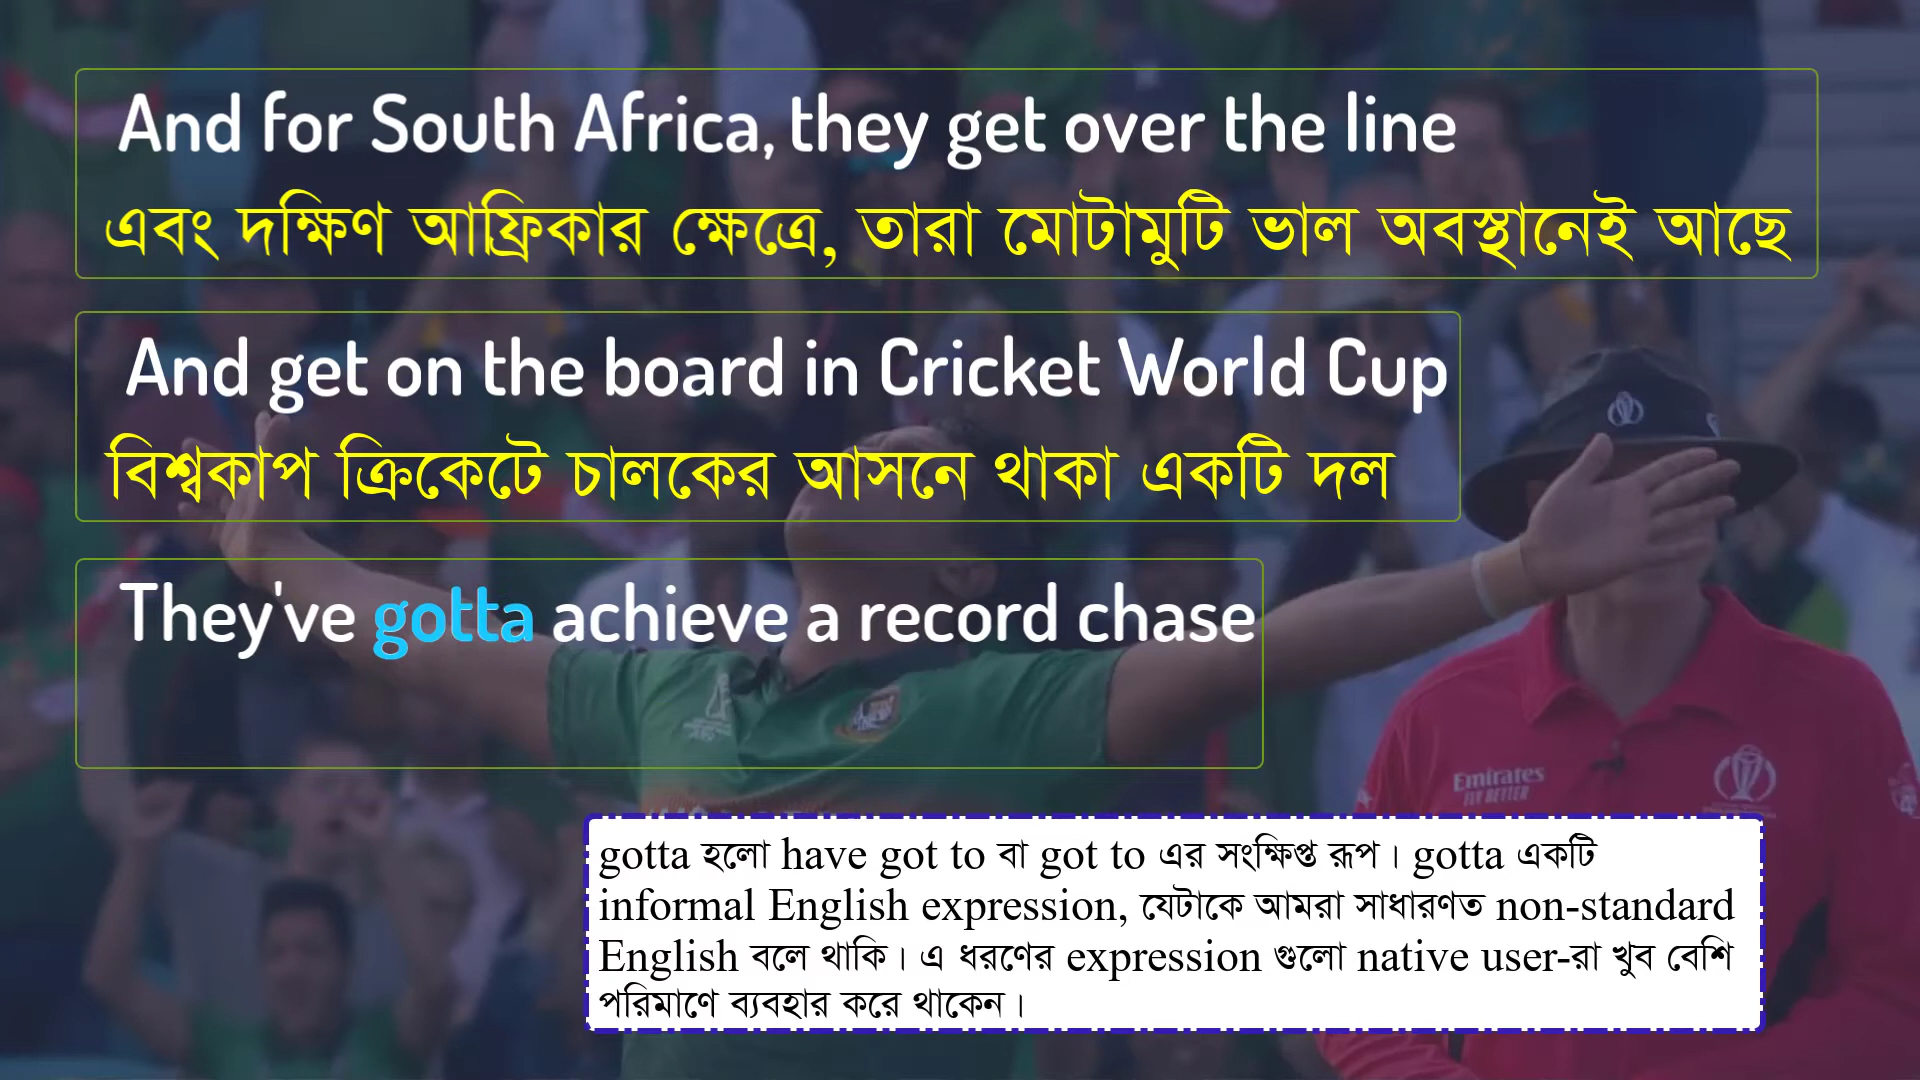 And for South Africa, they get over the line
এবং দক্ষিণ আফ্রিকার ক্ষেত্রে, তারা মোটামুটি ভাল অবস্থানেই আছে
And get on the board in Cricket World Cup
বিশ্বকাপ ক্রিকেটে চালকের আসনে থাকা একটি দল
They've gotta achieve a record chase
Emirates
FLY BETTER
gotta হলো have got to বা got to এর সংক্ষিপ্ত রূপ। gotta একটি
informal English expression, যেটাকে আমরা সাধারণত non-standard
English বলে থাকি। এ ধরণের expression গুলো native user-রা খুব বেশি
পরিমাণে ব্যবহার করে থাকেন।